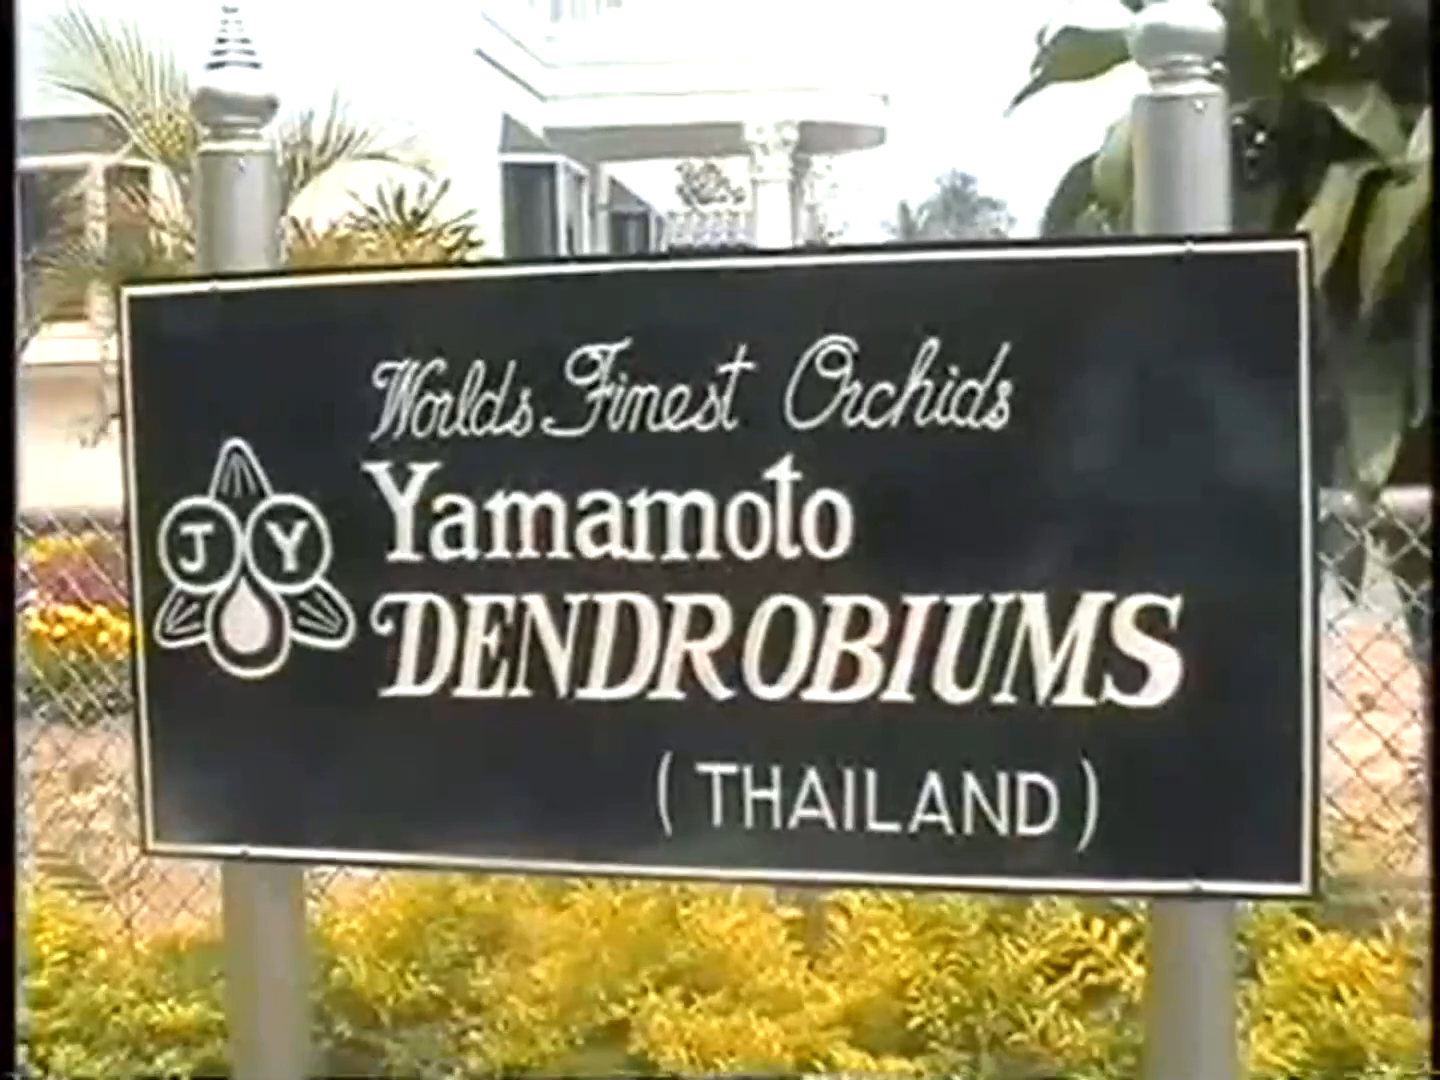 Worlds Finest Orchids
J Y
Yamamoto
DENDROBIUMS
( THAILAND )